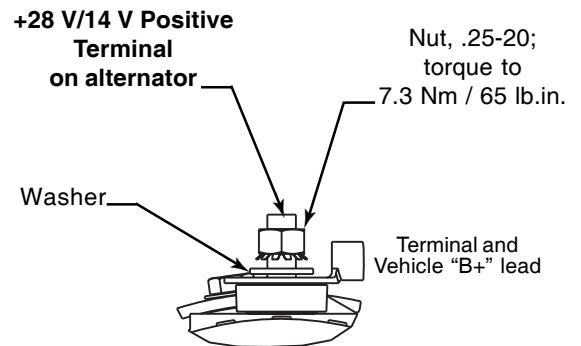 +28 V/14 V Positive
Terminal
on alternator
Nut, .25-20;
torque to
7.3 Nm / 65 lb.in.
Washer
Terminal and
Vehicle “B+” lead